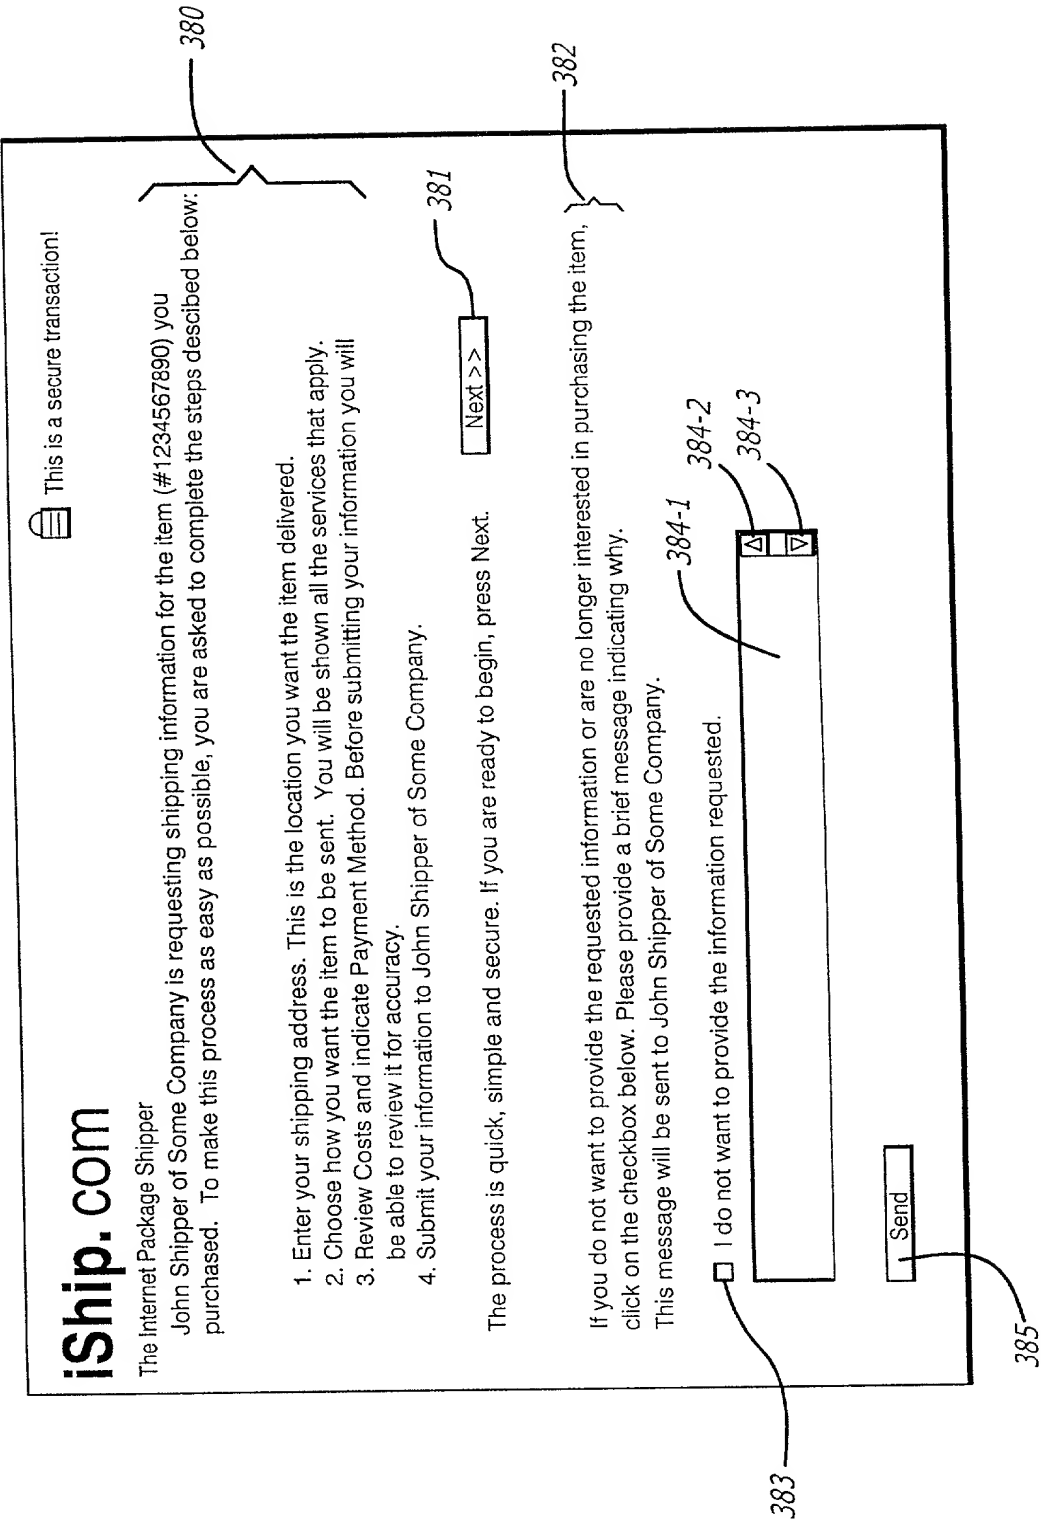 iShip.com
This is a secure transaction!
The Internet Package Shipper
John Shipper of Some Company is requesting shipping information for the item (#1234567890) you
purchased. To make this process as easy as possible, you are asked to complete the steps descibed below:
380
1. Enter your shipping address. This is the location you want the item delivered.
2. Choose how you want the item to be sent. You will be shown all the services that apply.
3. Review Costs and indicate Payment Method. Before submitting your information you will
be able to review it for accuracy.
4. Submit your information to John Shipper of Some Company.
381
The process is quick, simple and secure. If you are ready to begin, press Next.
Next >>
382
If you do not want to provide the requested information or are no longer interested in purchasing the item,
click on the checkbox below. Please provide a brief message indicating why.
This message will be sent to John Shipper of Some Company.
384-1
384-2
384-3
383
I do not want to provide the information requested.
Send
385